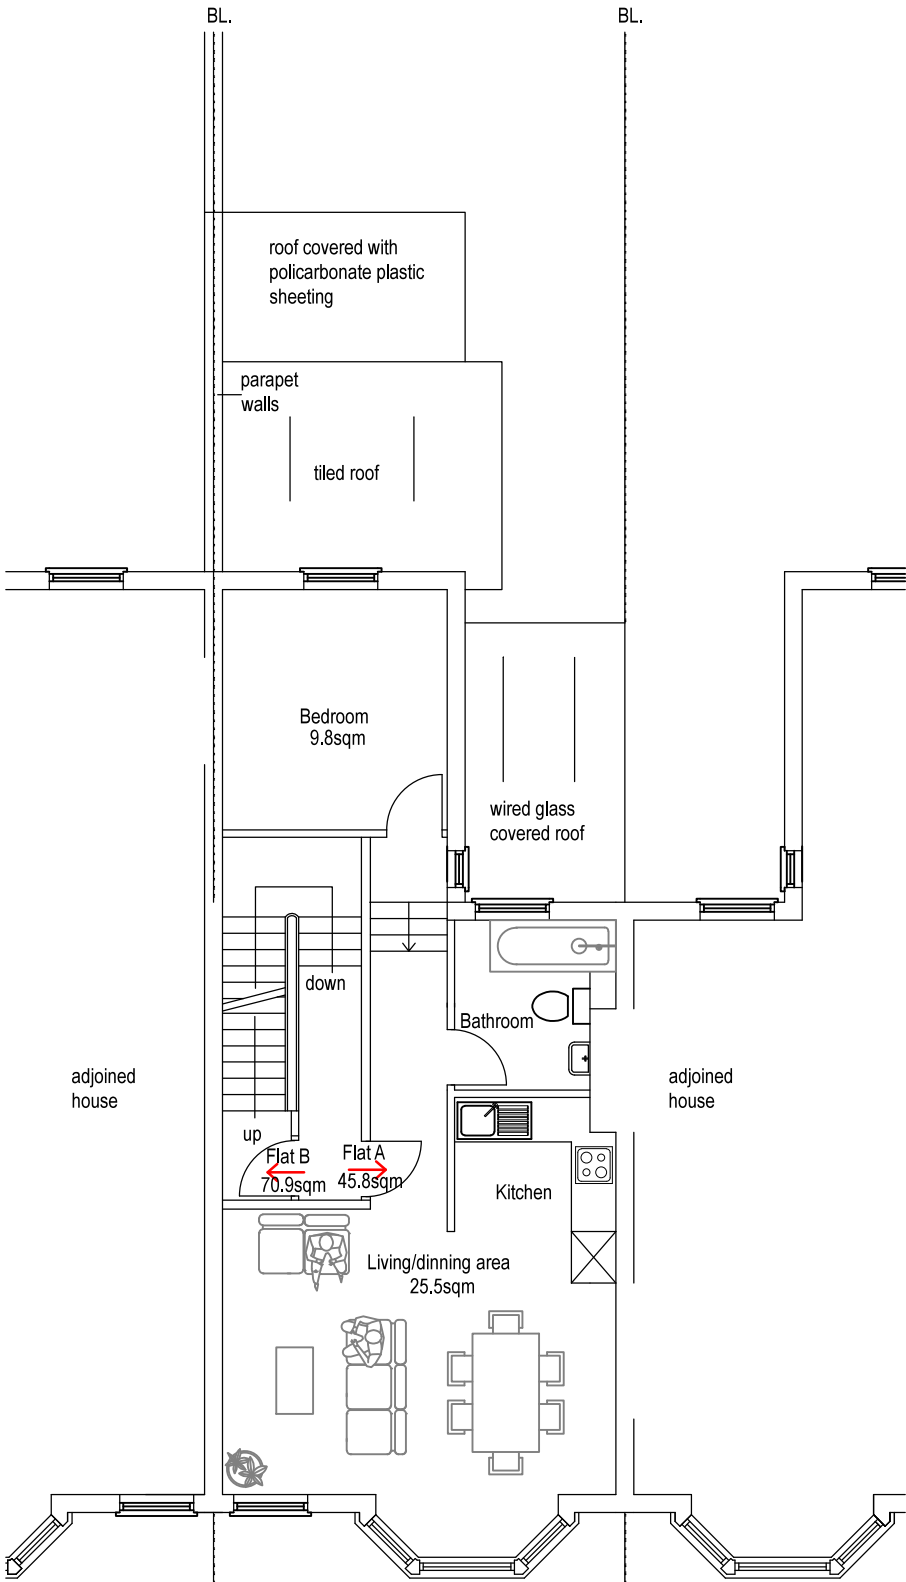 BL.
BL.
roof covered with
policarbonate plastic
sheeting
parapet
walls
tiled roof
Bedroom
9.8sqm
wired glass
covered roof
down
Bathroom
adjoined
house
adjoined
house
up
Flat B
70.9sqm
Flat A
45.8sqm
Kitchen
Living/dinning area
25.5sqm